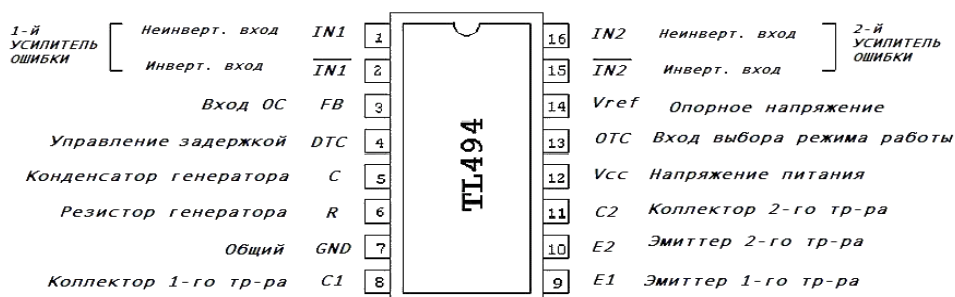 1-й
УСИЛИТЕЛЬ
ОШИБКИ
Неинверт. вход IN1 1
Инверт. вход IN1 2
Вход ОС FB 3
Управление задержкой DTC 4
Конденсатор генератора C 5
Резистор генератора R 6
Общий GND 7
Коллектор 1-го тр-ра C1 8
TL494
16 IN2 Неинверт. вход
15 IN2 Инверт. вход
2-й
УСИЛИТЕЛЬ
ОШИБКИ
14 Vref Опорное напряжение
13 OTC Вход выбора режима работы
12 Vcc Напряжение питания
11 C2 Коллектор 2-го тр-ра
10 E2 Эмиттер 2-го тр-ра
9 E1 Эмиттер 1-го тр-ра